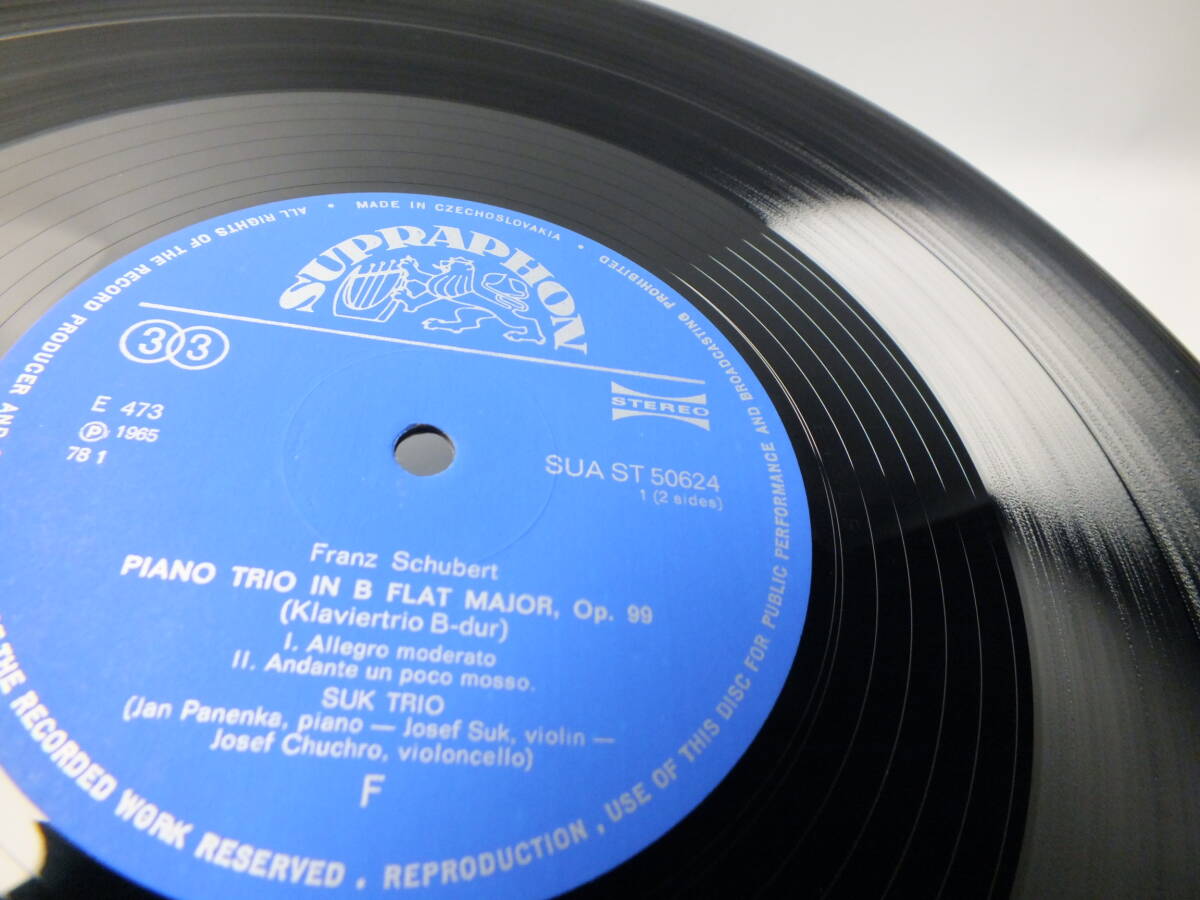 ALL RIGHTS OF THE RECORD PRODUCER AND
OF THE RECORDED WORK RESERVED . REPRODUCTION , USE OF THIS DISC FOR PUBLIC PERFORMANCE AND BROADCASTING PROHIBITED
• MADE IN CZECHOSLOVAKIA •
SUPRAPHON
33
STEREO
E 473
Ⓟ 1965
78 1
SUA ST 50624
1 (2 sides)
Franz Schubert
PIANO TRIO IN B FLAT MAJOR, Op. 99
(Klaviertrio B-dur)
I. Allegro moderato
II. Andante un poco mosso.
SUK TRIO
(Jan Panenka, piano — Josef Suk, violin —
Josef Chuchro, violoncello)
F